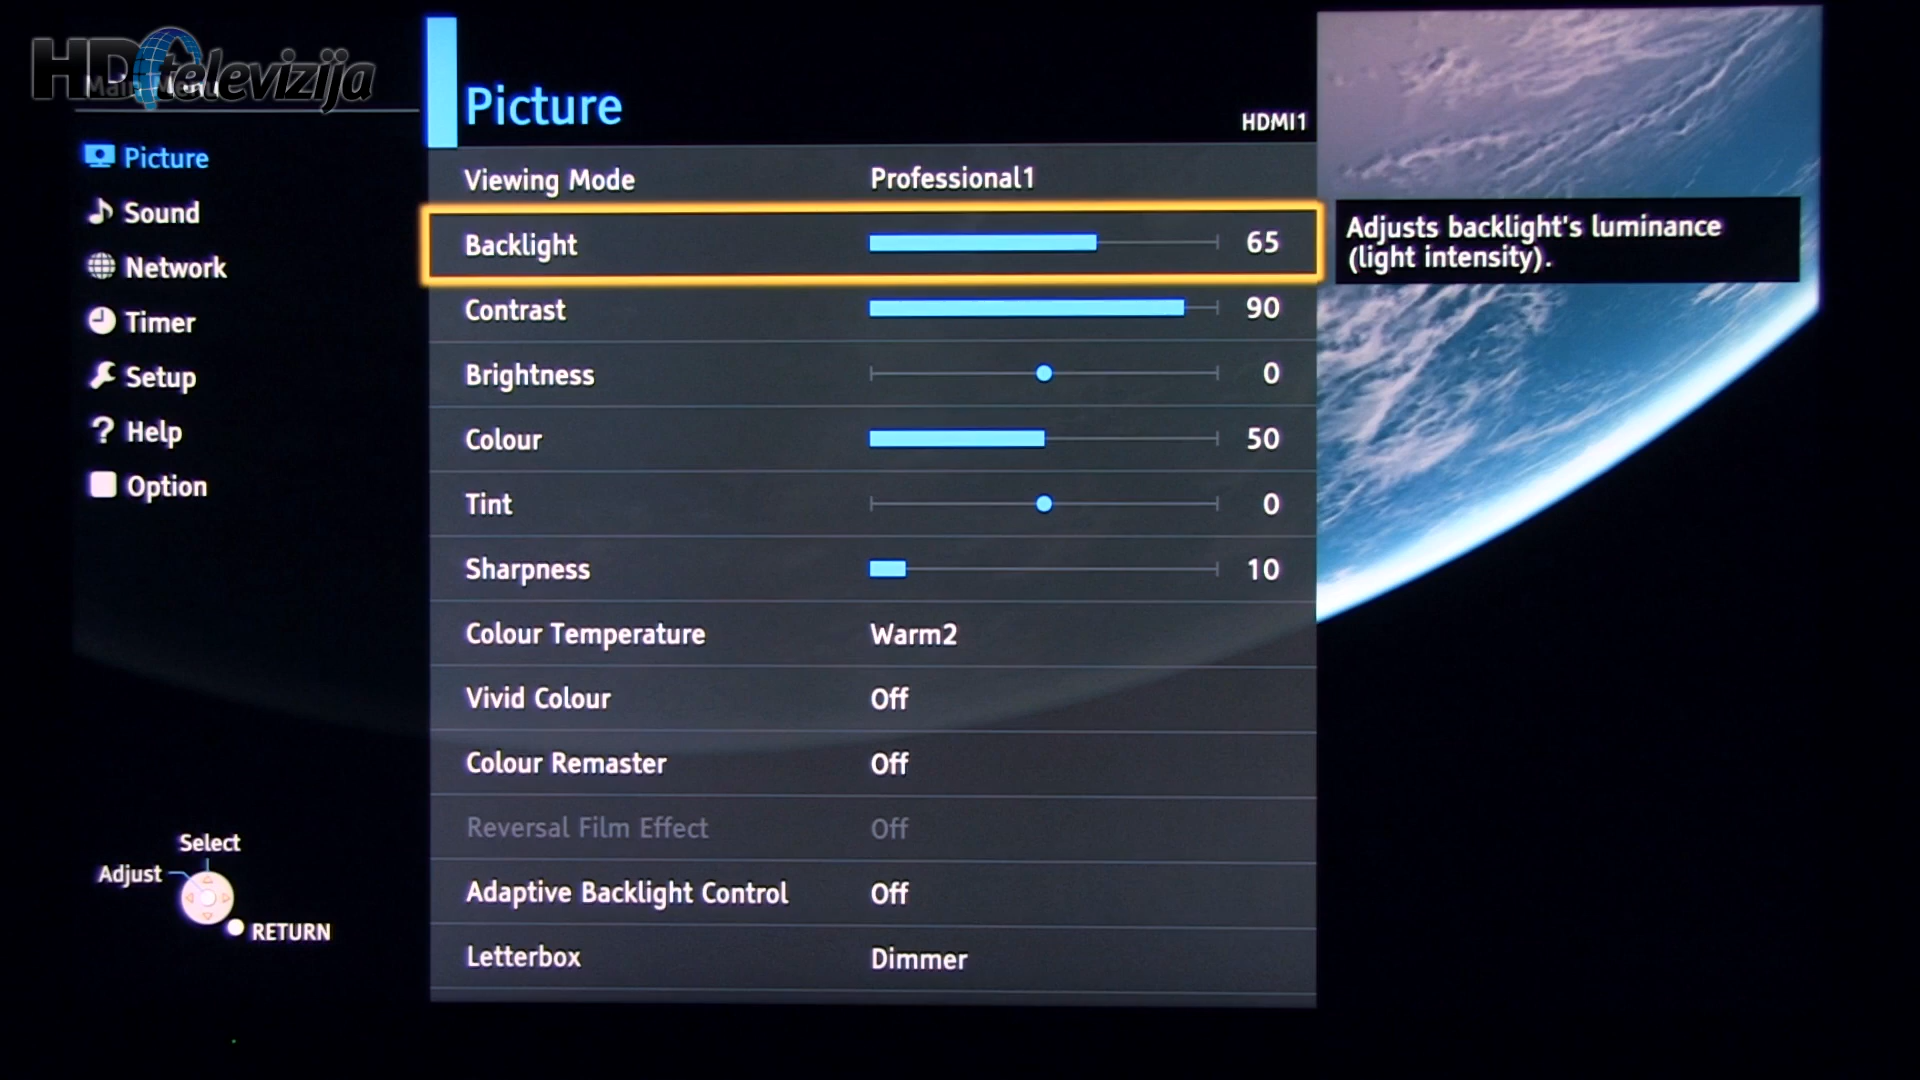 HDtelevizija
Main Menu
Picture
Sound
Network
Timer
Setup
Help
Option
Select
Adjust
RETURN
Picture
HDMI1
Viewing Mode Professional1
Backlight 65
Contrast 90
Brightness 0
Colour 50
Tint 0
Sharpness 10
Colour Temperature Warm2
Vivid Colour Off
Colour Remaster Off
Reversal Film Effect Off
Adaptive Backlight Control Off
Letterbox Dimmer
Adjusts backlight's luminance
(light intensity).